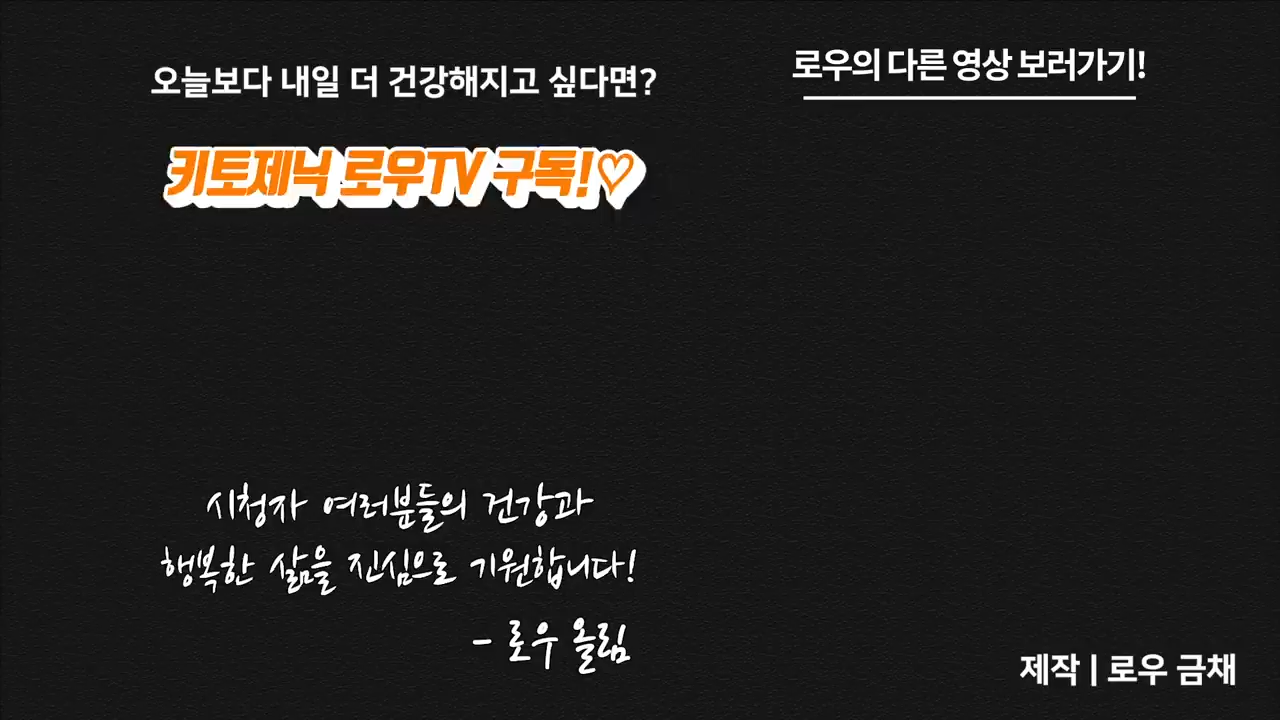 오늘보다 내일 더 건강해지고 싶다면?
키토제닉 로우TV 구독!♡
로우의 다른 영상 보러가기!
시청자 여러분들의 건강과
행복한 삶을 진심으로 기원합니다!
- 로우 올림
제작 | 로우 금채